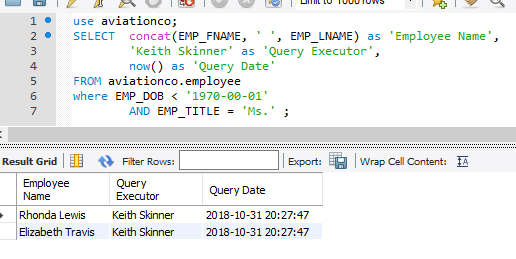 Limit to 1000 rows
1 use aviationco;
2 SELECT concat(EMP_FNAME, ' ', EMP_LNAME) as 'Employee Name',
3 'Keith Skinner' as 'Query Executor',
4 now() as 'Query Date'
5 FROM aviationco.employee
6 where EMP_DOB < '1970-00-01'
7 AND EMP_TITLE = 'Ms.' ;
Result Grid Filter Rows: Export: Wrap Cell Content: IA
Employee Name Query Executor Query Date
Rhonda Lewis Keith Skinner 2018-10-31 20:27:47
Elizabeth Travis Keith Skinner 2018-10-31 20:27:47